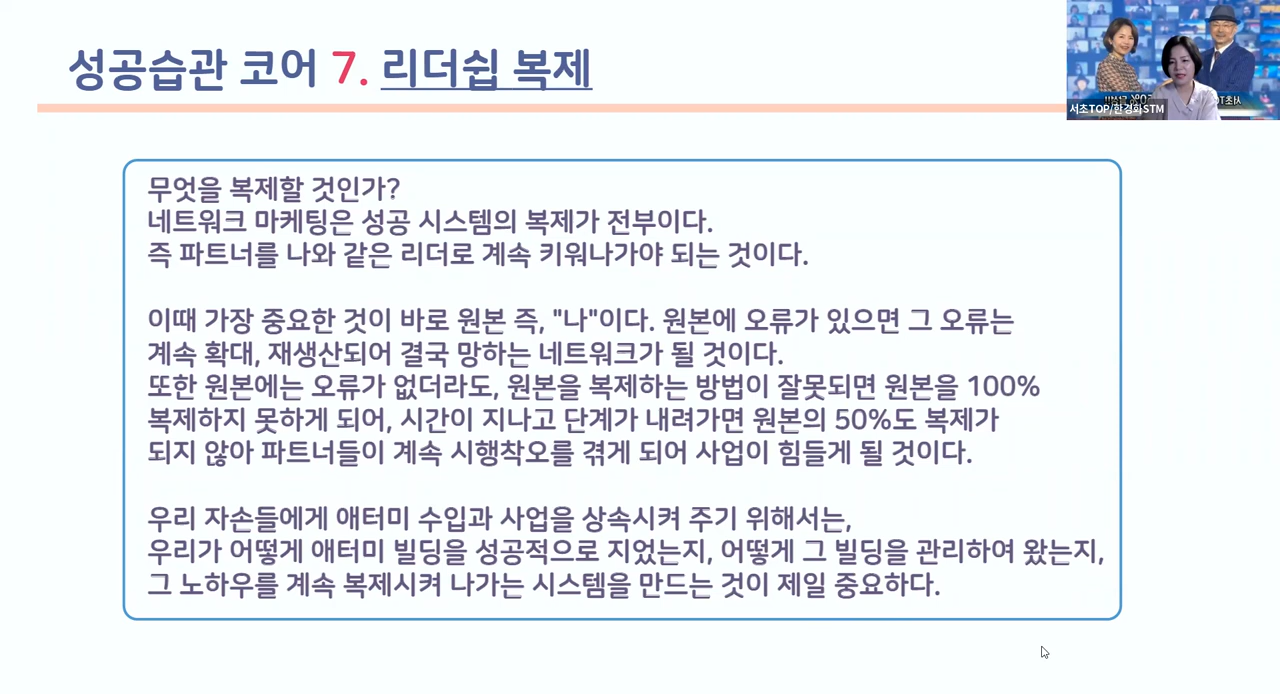 성공습관 코어 7. 리더쉽 복제
서초TOP/한경화STM
무엇을 복제할 것인가?
네트워크 마케팅은 성공 시스템의 복제가 전부이다.
즉 파트너를 나와 같은 리더로 계속 키워나가야 되는 것이다.
이때 가장 중요한 것이 바로 원본 즉, "나"이다. 원본에 오류가 있으면 그 오류는
계속 확대, 재생산되어 결국 망하는 네트워크가 될 것이다.
또한 원본에는 오류가 없더라도, 원본을 복제하는 방법이 잘못되면 원본을 100%
복제하지 못하게 되어, 시간이 지나고 단계가 내려가면 원본의 50%도 복제가
되지 않아 파트너들이 계속 시행착오를 겪게 되어 사업이 힘들게 될 것이다.
우리 자손들에게 애터미 수입과 사업을 상속시켜 주기 위해서는,
우리가 어떻게 애터미 빌딩을 성공적으로 지었는지, 어떻게 그 빌딩을 관리하여 왔는지,
그 노하우를 계속 복제시켜 나가는 시스템을 만드는 것이 제일 중요하다.